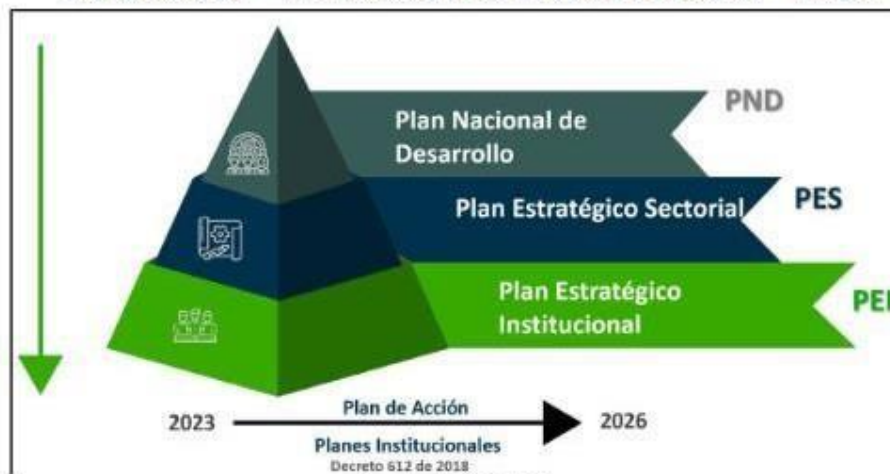 PND
Plan Nacional de
Desarrollo
Plan Estratégico Sectorial
PES
Plan Estratégico
Institucional
2023
Plan de Acción
2026
Planes Institucionales
Decreto 612 de 2018